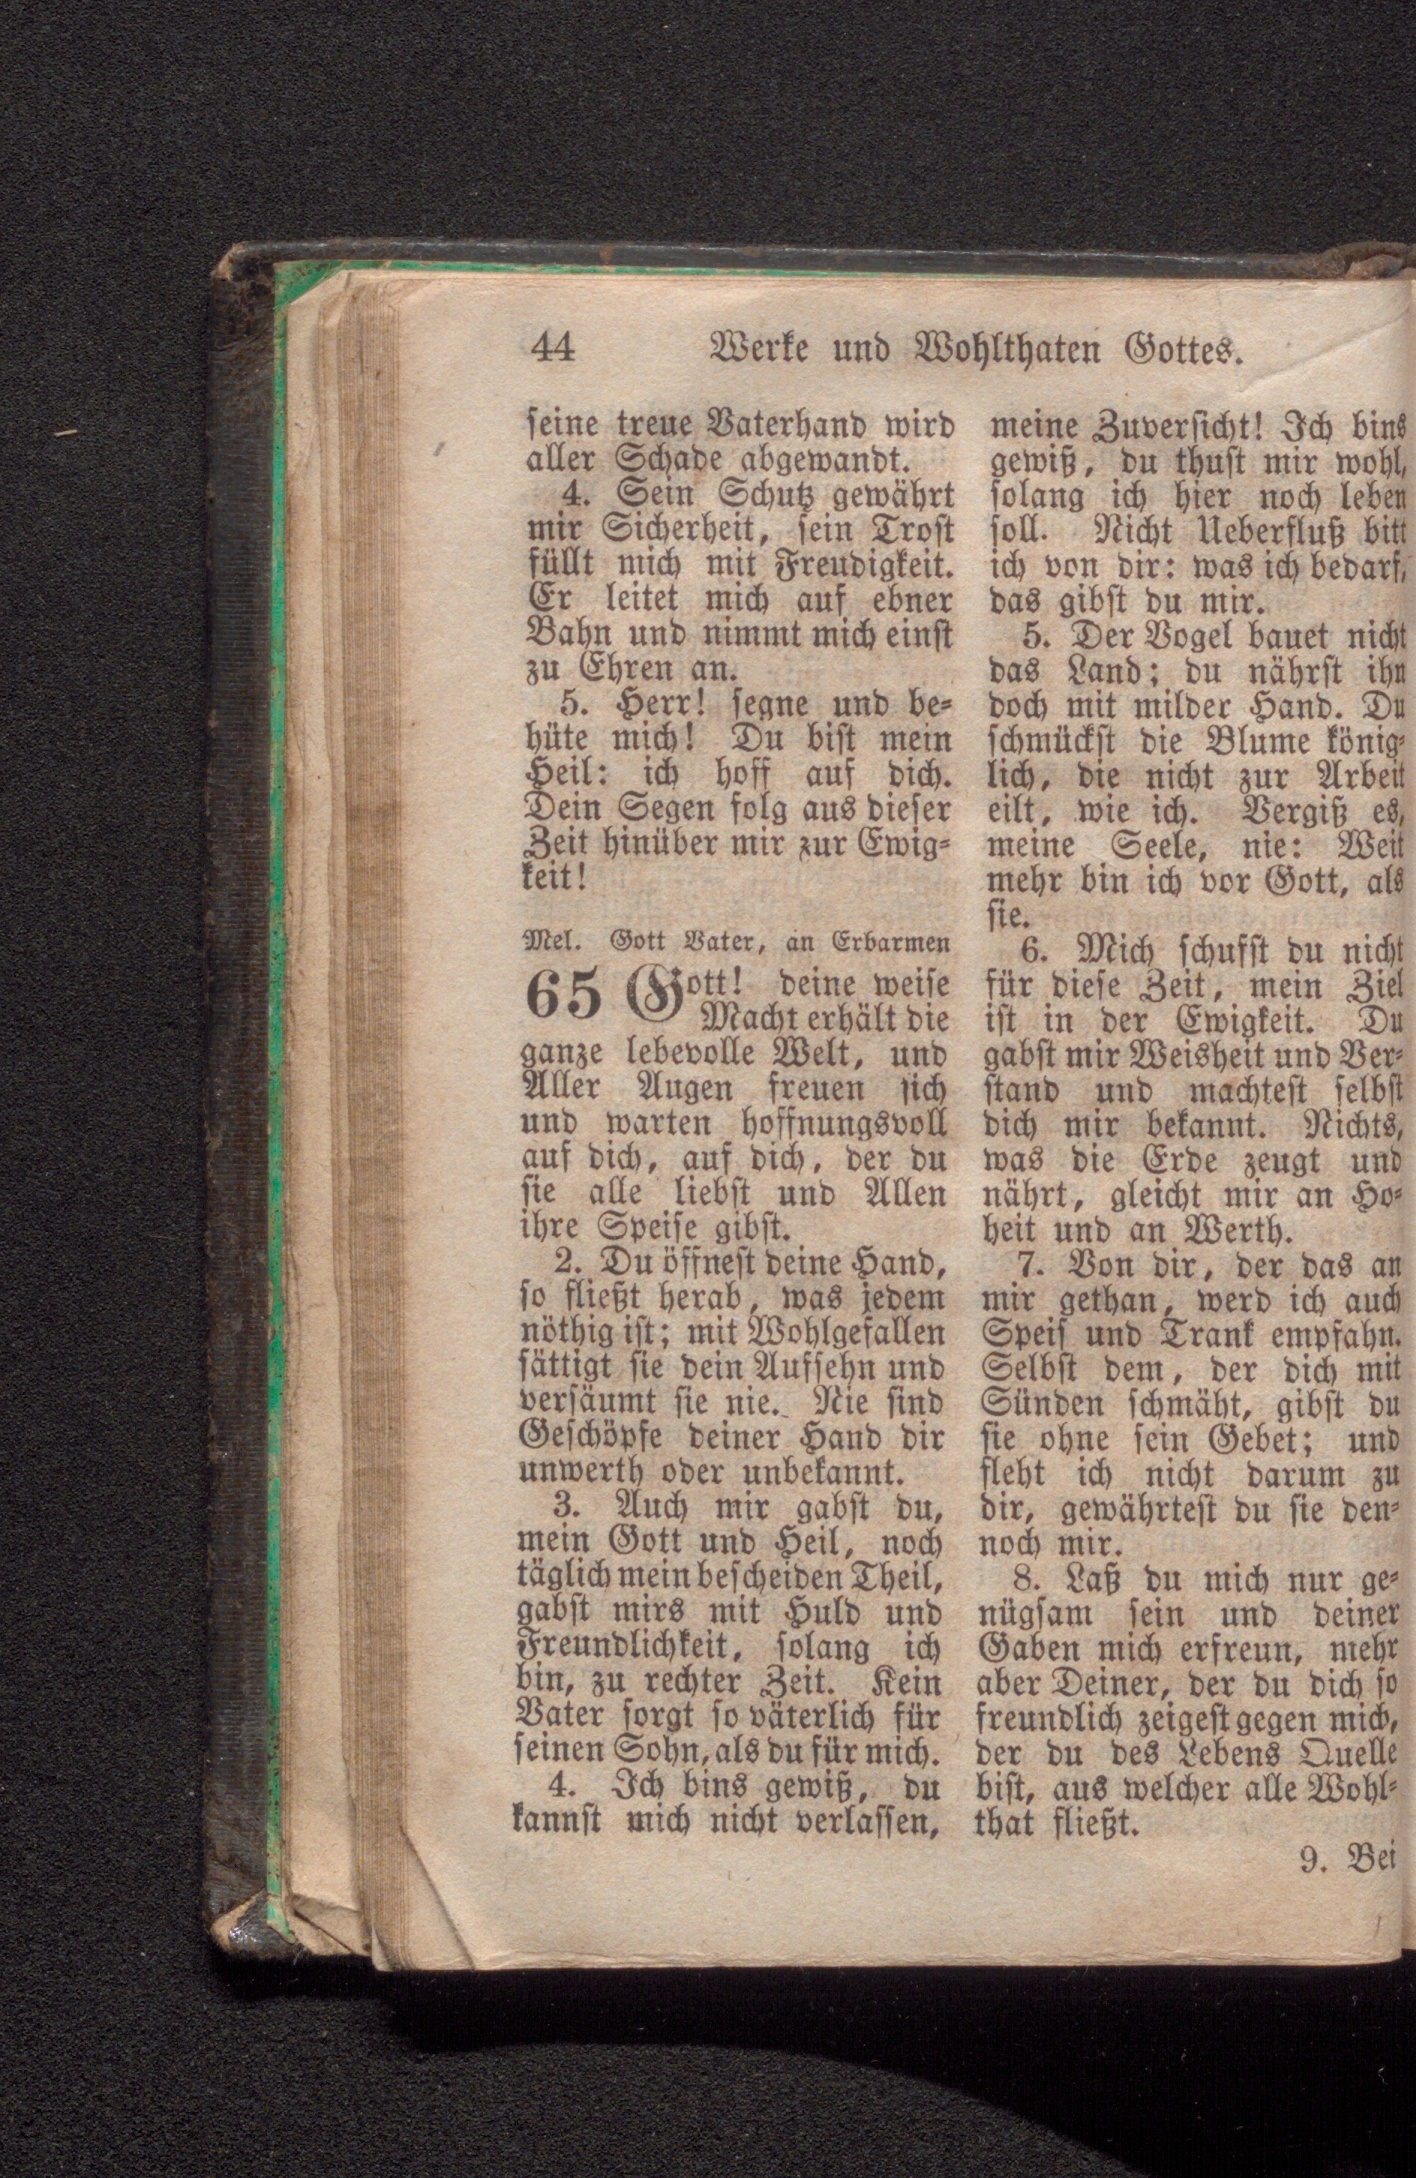 44 Werke und Wohlthaten Gottes.
seine treue Vaterhand wird
aller Schade abgewandt.
4. Sein Schutz gewährt
mir Sicherheit, sein Trost
füllt mich mit Freudigkeit.
Er leitet mich auf ebner
Bahn und nimmt mich einst
zu Ehren an.
5. Herr! segne und be-
hüte mich! Du bist mein
Heil: ich hoff auf dich.
Dein Segen folg aus dieser
Zeit hinüber mir zur Ewig-
keit!
Mel. Gott Vater, an Erbarmen
65 Gott! deine weise
Macht erhält die
ganze lebevolle Welt, und
Aller Augen freuen sich
und warten hoffnungsvoll
auf dich, auf dich, der du
sie alle liebst und Allen
ihre Speise gibst.
2. Du öffnest deine Hand,
so fließt herab, was jedem
nöthig ist; mit Wohlgefallen
sättigt sie dein Aufsehn und
versäumt sie nie. Nie sind
Geschöpfe deiner Hand dir
unwerth oder unbekannt.
3. Auch mir gabst du,
mein Gott und Heil, noch
täglich mein bescheiden Theil,
gabst mirs mit Huld und
Freundlichkeit, solang ich
bin, zu rechter Zeit. Kein
Vater sorgt so väterlich für
seinen Sohn, als du für mich.
4. Ich bins gewiß, du
kannst mich nicht verlassen,
meine Zuversicht! Ich bins
gewiß, du thust mir wohl,
solang ich hier noch leben
soll. Nicht Ueberfluß bitt
ich von dir: was ich bedarf,
das gibst du mir.
5. Der Vogel bauet nicht
das Land; du nährst ihn
doch mit milder Hand. Du
schmückst die Blume könig-
lich, die nicht zur Arbeit
eilt, wie ich. Vergiß es,
meine Seele, nie: Weit
mehr bin ich vor Gott, als
sie.
6. Mich schufst du nicht
für diese Zeit, mein Ziel
ist in der Ewigkeit. Du
gabst mir Weisheit und Ver-
stand und machtest selbst
dich mir bekannt. Nichts,
was die Erde zeugt und
nährt, gleicht mir an Ho-
heit und an Werth.
7. Von dir, der das an
mir gethan, werd ich auch
Speis und Trank empfahn.
Selbst dem, der dich mit
Sünden schmäht, gibst du
sie ohne sein Gebet; und
fleht ich nicht darum zu
dir, gewährtest du sie den-
noch mir.
8. Laß du mich nur ge-
nügsam sein und deiner
Gaben mich erfreun, mehr
aber Deiner, der du dich so
freundlich zeigest gegen mich,
der du des Lebens Quelle
bist, aus welcher alle Wohl-
that fließt.
9. Bei